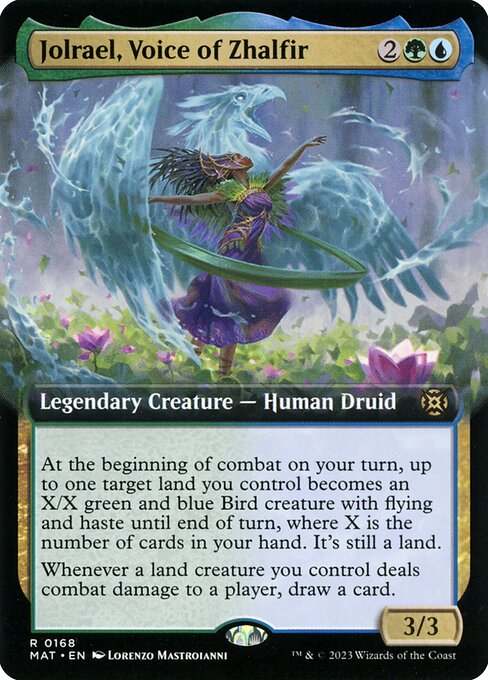 Jolrael, Voice of Zhalfir 2
Legendary Creature — Human Druid
At the beginning of combat on your turn, up
to one target land you control becomes an
X/X green and blue Bird creature with flying
and haste until end of turn, where X is the
number of cards in your hand. It's still a land.
Whenever a land creature you control deals
combat damage to a player, draw a card.
3/3
R 0168
MAT • EN Lorenzo Mastroianni
™ & © 2023 Wizards of the Coast